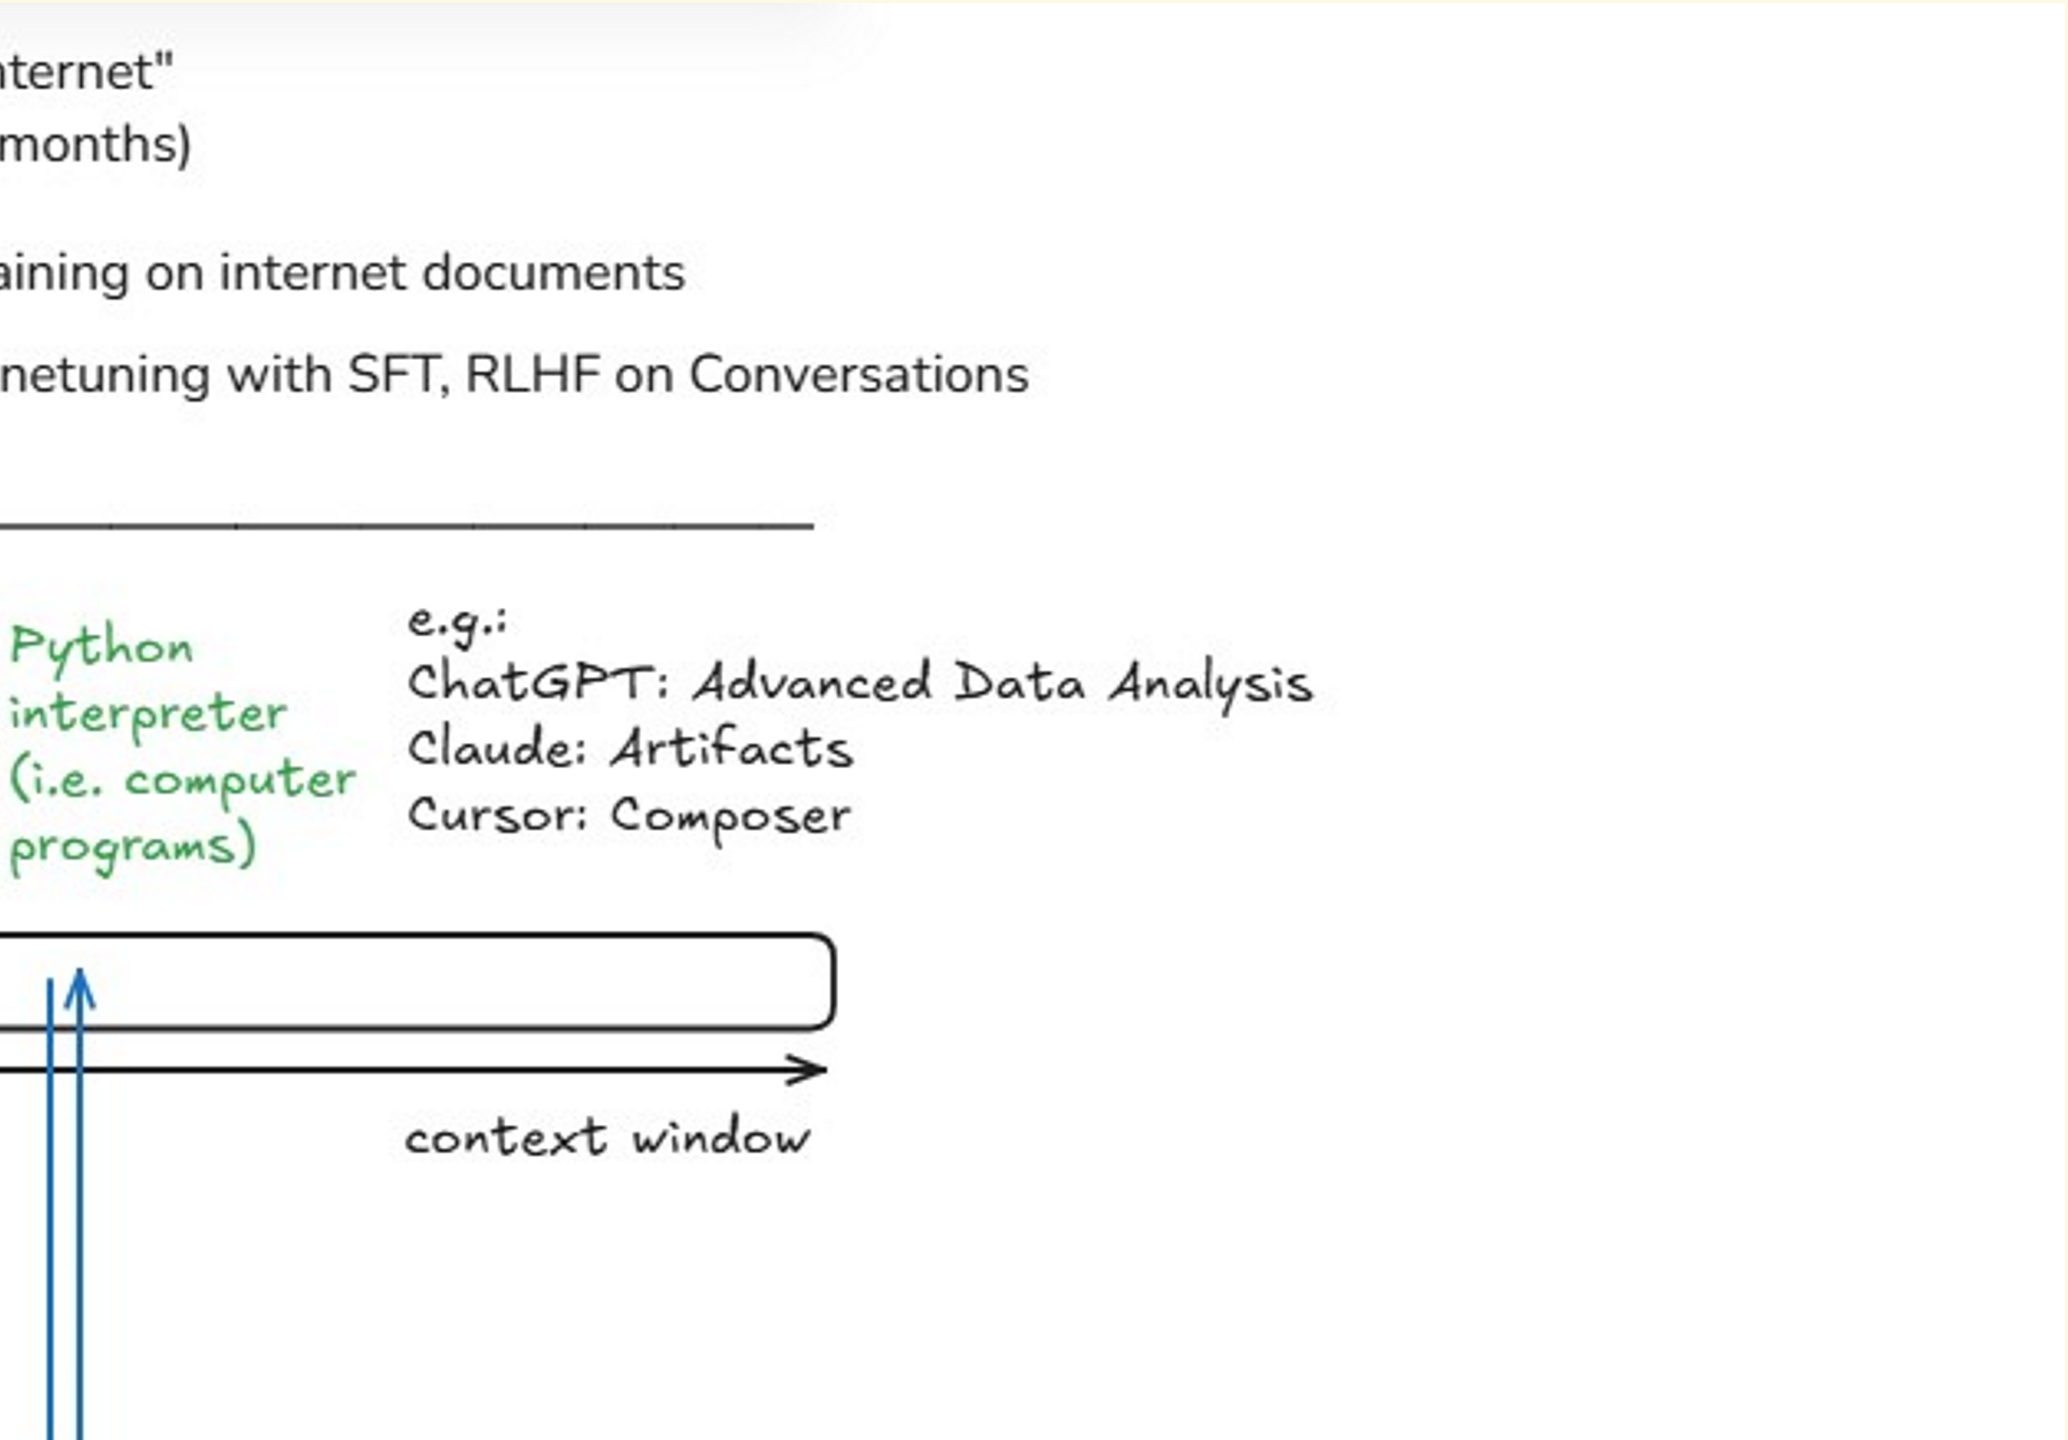 nternet"
months)
aining on internet documents
netuning with SFT, RLHF on Conversations
Python
interpreter
(i.e. computer
programs)
e.g.:
ChatGPT: Advanced Data Analysis
Claude: Artifacts
Cursor: Composer
context window